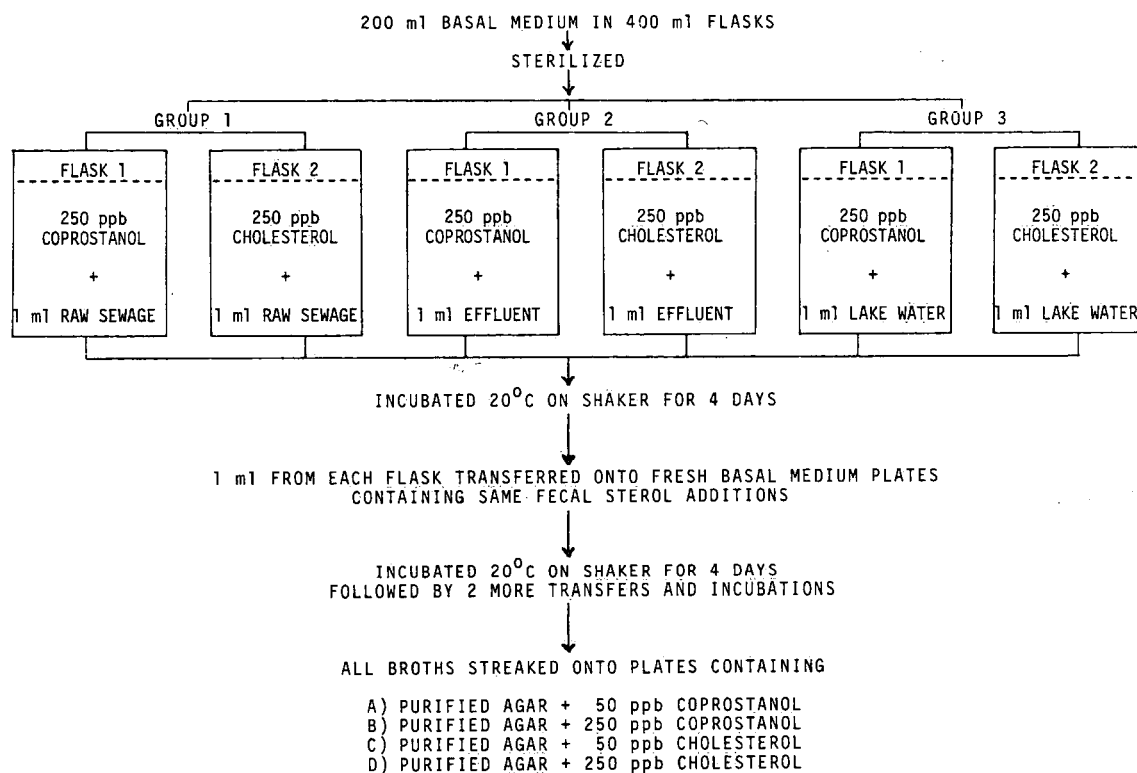 200 ml BASAL MEDIUM IN 400 ml FLASKS
STERILIZED
GROUP 1 GROUP 2 GROUP 3
FLASK 1 FLASK 2 FLASK 1 FLASK 2 FLASK 1 FLASK 2
250 ppb 250 ppb 250 ppb 250 ppb 250 ppb 250 ppb
COPROSTANOL CHOLESTEROL COPROSTANOL CHOLESTEROL COPROSTANOL CHOLESTEROL
+ + + + + +
1 ml RAW SEWAGE 1 ml RAW SEWAGE 1 ml EFFLUENT 1 ml EFFLUENT 1 ml LAKE WATER 1 ml LAKE WATER
INCUBATED 20°C ON SHAKER FOR 4 DAYS
1 ml FROM EACH FLASK TRANSFERRED ONTO FRESH BASAL MEDIUM PLATES
CONTAINING SAME FECAL STEROL ADDITIONS
INCUBATED 20°C ON SHAKER FOR 4 DAYS
FOLLOWED BY 2 MORE TRANSFERS AND INCUBATIONS
ALL BROTHS STREAKED ONTO PLATES CONTAINING
A) PURIFIED AGAR + 50 ppb COPROSTANOL
B) PURIFIED AGAR + 250 ppb COPROSTANOL
C) PURIFIED AGAR + 50 ppb CHOLESTEROL
D) PURIFIED AGAR + 250 ppb CHOLESTEROL